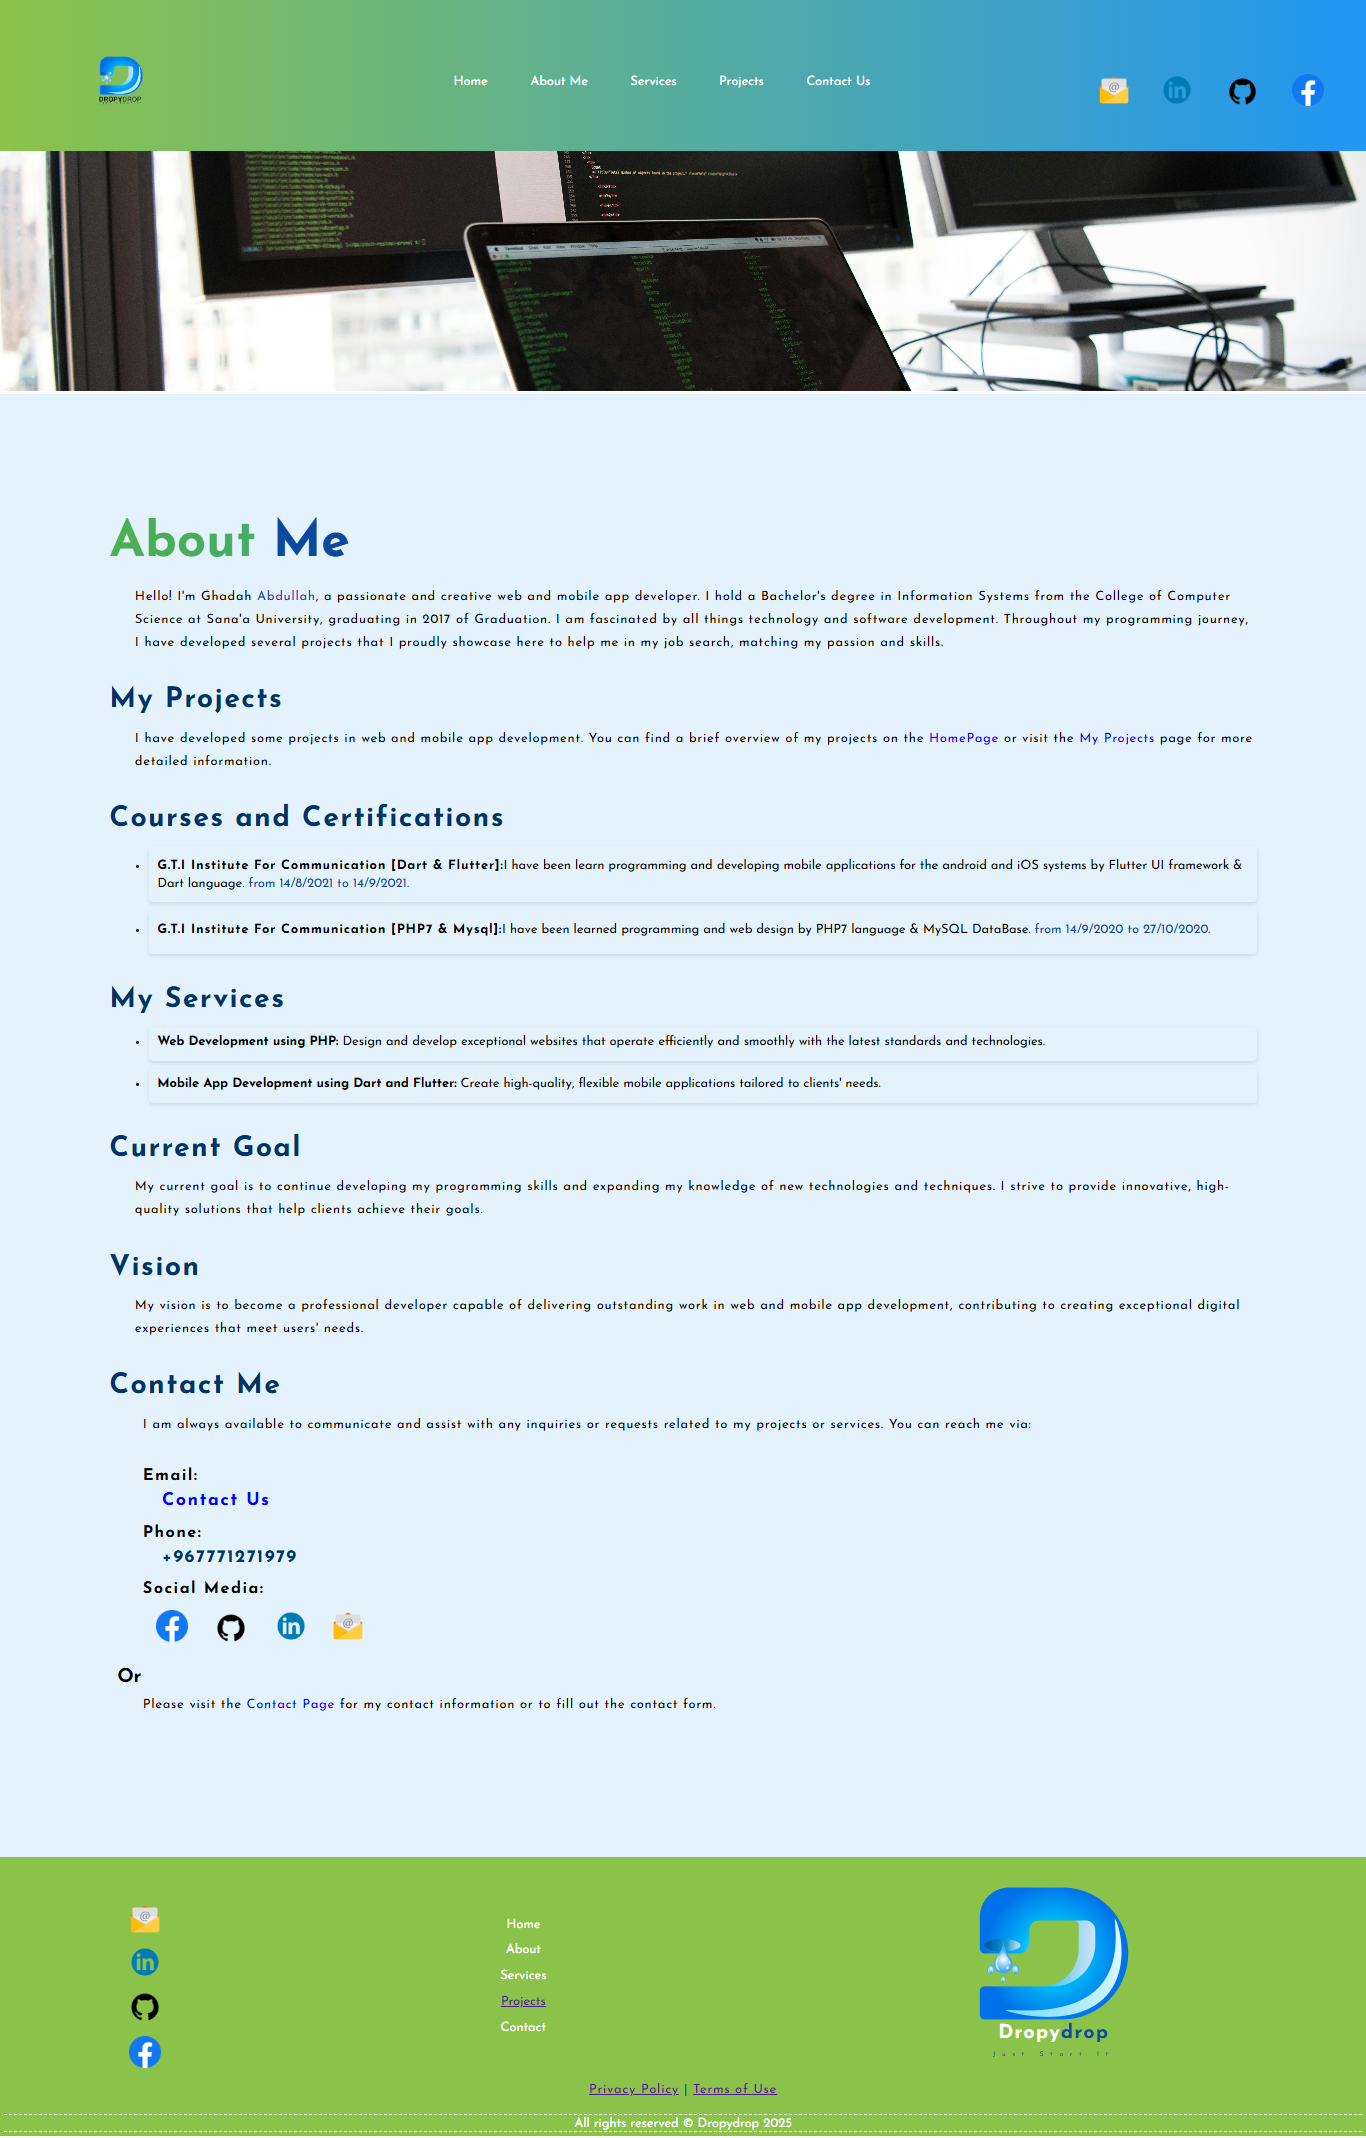 DROPYDROP
Home
About Me
Services
Projects
Contact Us
About Me
Hello! I'm Ghadah Abdullah, a passionate and creative web and mobile app developer. I hold a Bachelor's degree in Information Systems from the College of Computer
Science at Sana'a University, graduating in 2017 of Graduation. I am fascinated by all things technology and software development. Throughout my programming journey,
I have developed several projects that I proudly showcase here to help me in my job search, matching my passion and skills.
My Projects
I have developed some projects in web and mobile app development. You can find a brief overview of my projects on the HomePage or visit the My Projects page for more
detailed information.
Courses and Certifications
• G.T.I Institute For Communication [Dart & Flutter]:I have been learn programming and developing mobile applications for the android and iOS systems by Flutter UI framework &
Dart language. from 14/8/2021 to 14/9/2021.
• G.T.I Institute For Communication [PHP7 & Mysql]:I have been learned programming and web design by PHP7 language & MySQL DataBase. from 14/9/2020 to 27/10/2020.
My Services
• Web Development using PHP: Design and develop exceptional websites that operate efficiently and smoothly with the latest standards and technologies.
• Mobile App Development using Dart and Flutter: Create high-quality, flexible mobile applications tailored to clients' needs.
Current Goal
My current goal is to continue developing my programming skills and expanding my knowledge of new technologies and techniques. I strive to provide innovative, high-
quality solutions that help clients achieve their goals.
Vision
My vision is to become a professional developer capable of delivering outstanding work in web and mobile app development, contributing to creating exceptional digital
experiences that meet users' needs.
Contact Me
I am always available to communicate and assist with any inquiries or requests related to my projects or services. You can reach me via:
Email:
Contact Us
Phone:
+967771271979
Social Media:
Or
Please visit the Contact Page for my contact information or to fill out the contact form.
Home
About
Services
Projects
Contact
Dropydrop
Just Start It
Privacy Policy | Terms of Use
All rights reserved © Dropydrop 2025